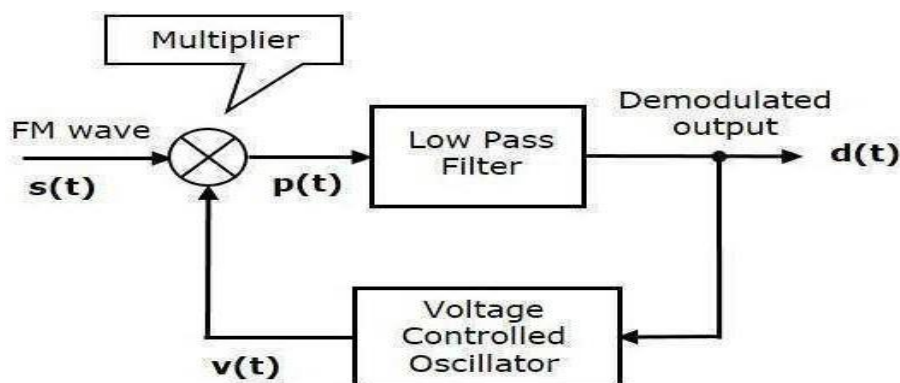 Multiplier
FM wave
s(t)
p(t)
Low Pass
Filter
Demodulated
output
d(t)
Voltage
Controlled
Oscillator
v(t)